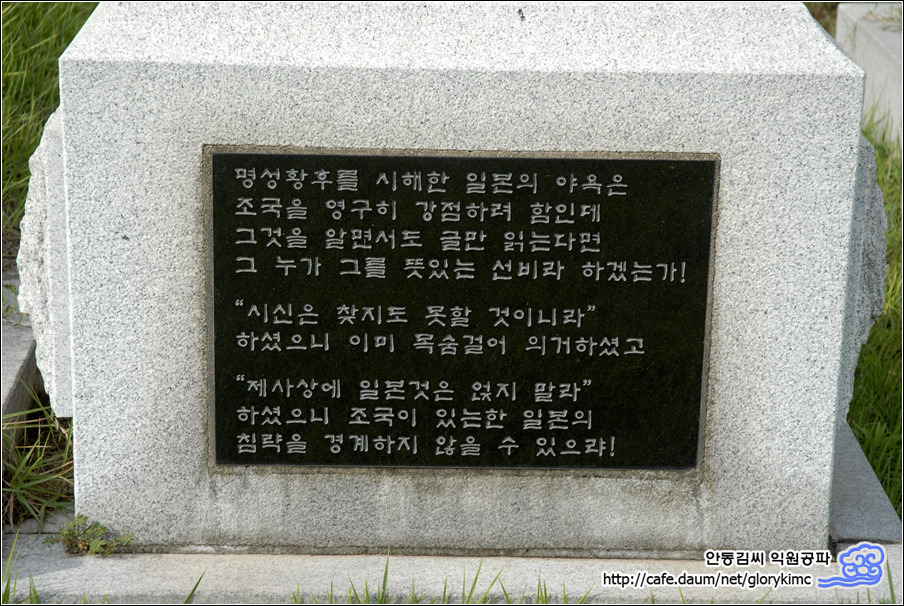 명성황후를 시해한 일본의 야욕은
조국을 영구히 강점하려 함인데
그것을 알면서도 글만 읽는다면
그 누가 그를 뜻있는 선비라 하겠는가!
“시신은 찾지도 못할 것이니라”
하셨으니 이미 목숨걸어 의거하셨고
“제사상에 일본것은 얹지 말라”
하셨으니 조국이 있는한 일본의
침략을 경계하지 않을 수 있으랴!
안동김씨 익원공파
http://cafe.daum/net/glorykimc